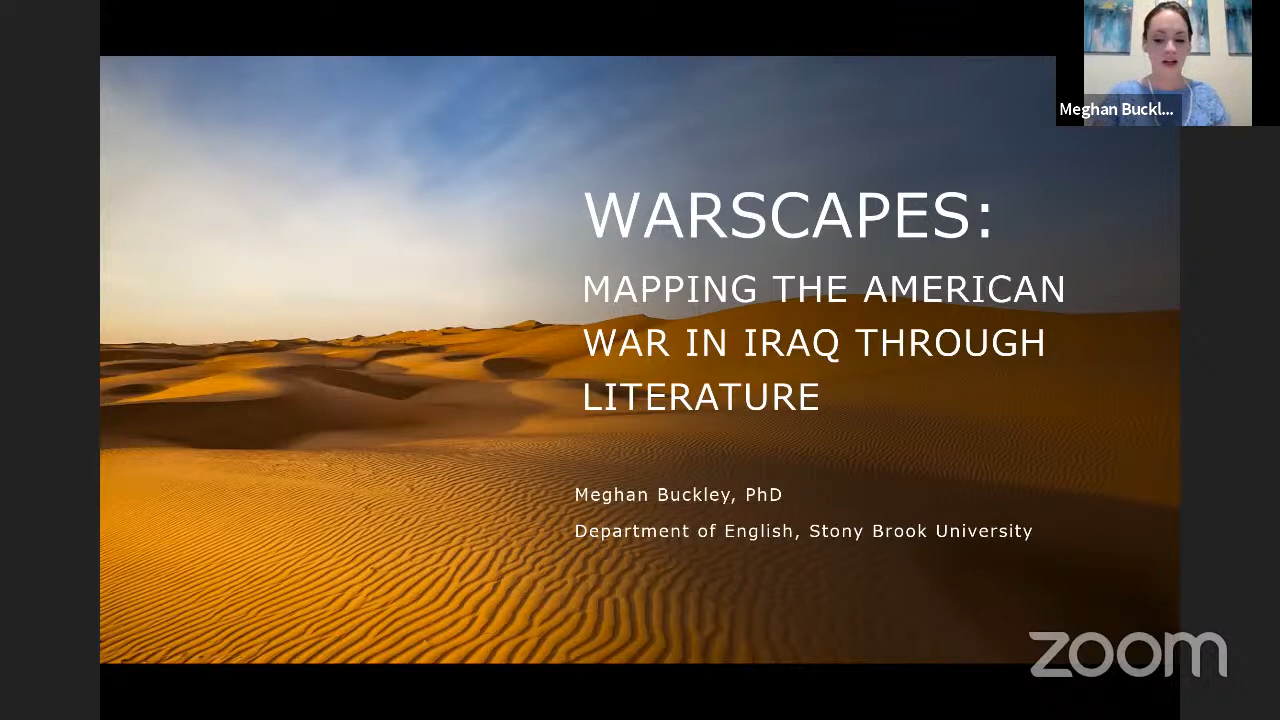 Meghan Buckl...
WARSCAPES:
MAPPING THE AMERICAN
WAR IN IRAQ THROUGH
LITERATURE
Meghan Buckley, PhD
Department of English, Stony Brook University
zoom